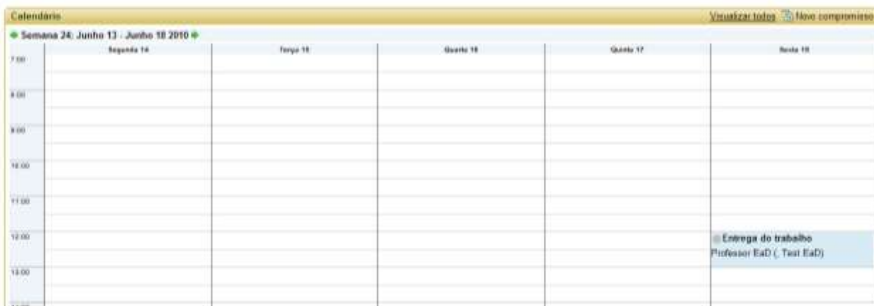 Calendário
Visualizar todos Novo compromisso
Semana 24: Junho 13 - Junho 18 2010
Segunda 14 Terça 15 Quarta 16 Quinta 17 Sexta 18
7:00
8:00
9:00
10:00
11:00
12:00
Entrega do trabalho
Professor EaD (, Test EaD)
13:00